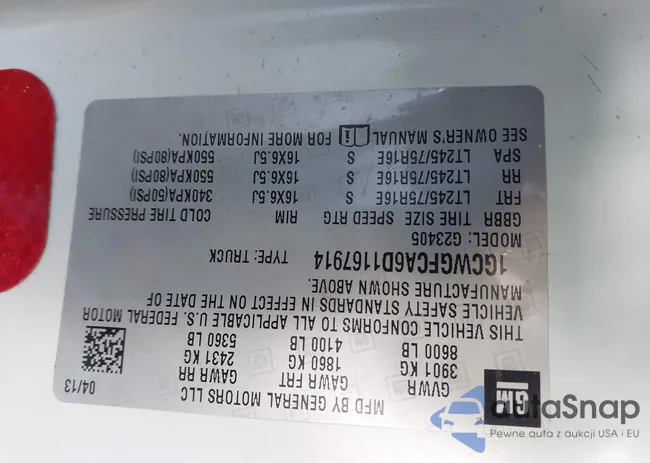 GM
MFD BY GENERAL MOTORS LLC
04/13
GVWR GAWR FRT GAWR RR
3901 KG 1860 KG 2431 KG
8600 LB 4100 LB 5360 LB
THIS VEHICLE CONFORMS TO ALL APPLICABLE U.S. FEDERAL MOTOR
VEHICLE SAFETY STANDARDS IN EFFECT ON THE DATE OF
MANUFACTURE SHOWN ABOVE.
1GCWGFCA6D1167914 TYPE: TRUCK
MODEL: G23405
GBBR TIRE SIZE SPEED RTG RIM COLD TIRE PRESSURE
FRT LT245/75R16E S 16X6.5J 340KPA(50PSI)
RR LT245/75R16E S 16X6.5J 550KPA(80PSI)
SPA LT245/75R16E S 16X6.5J 550KPA(80PSI)
SEE OWNER'S MANUAL FOR MORE INFORMATION.
autoSnap
Pewne auta z aukcji USA i EU